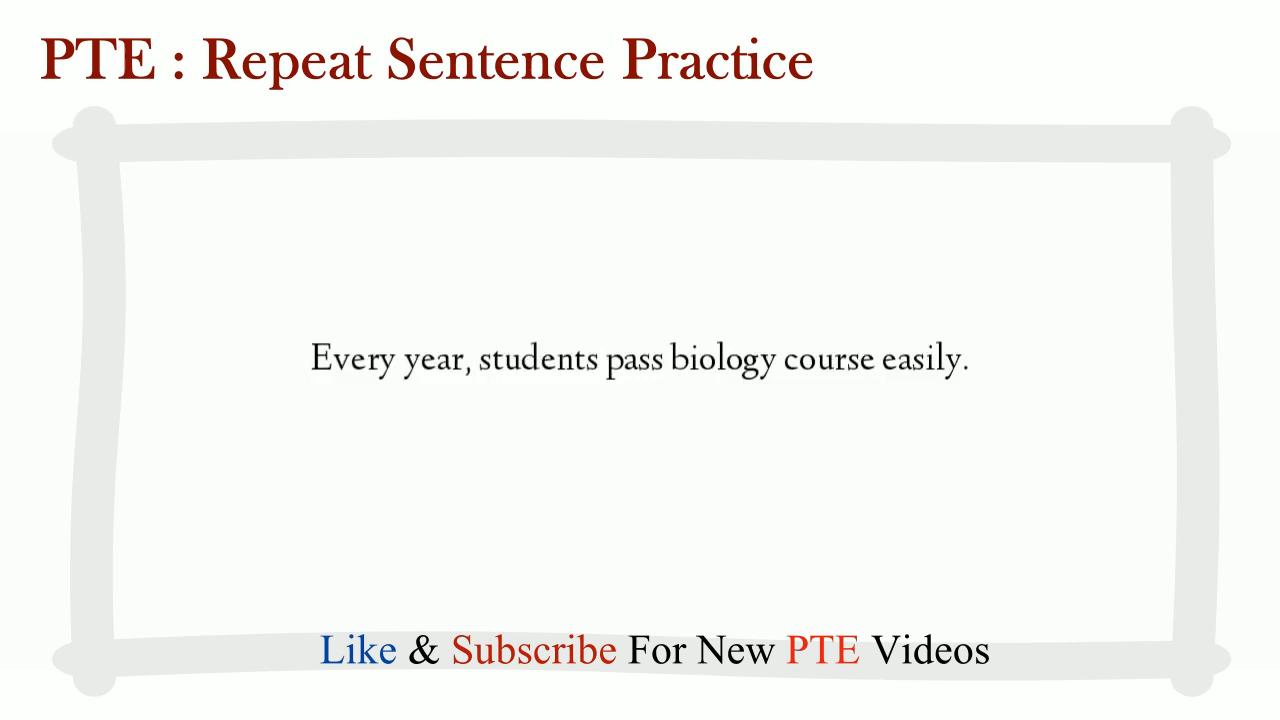 PTE : Repeat Sentence Practice
Every year, students pass biology course easily.
Like & Subscribe For New PTE Videos